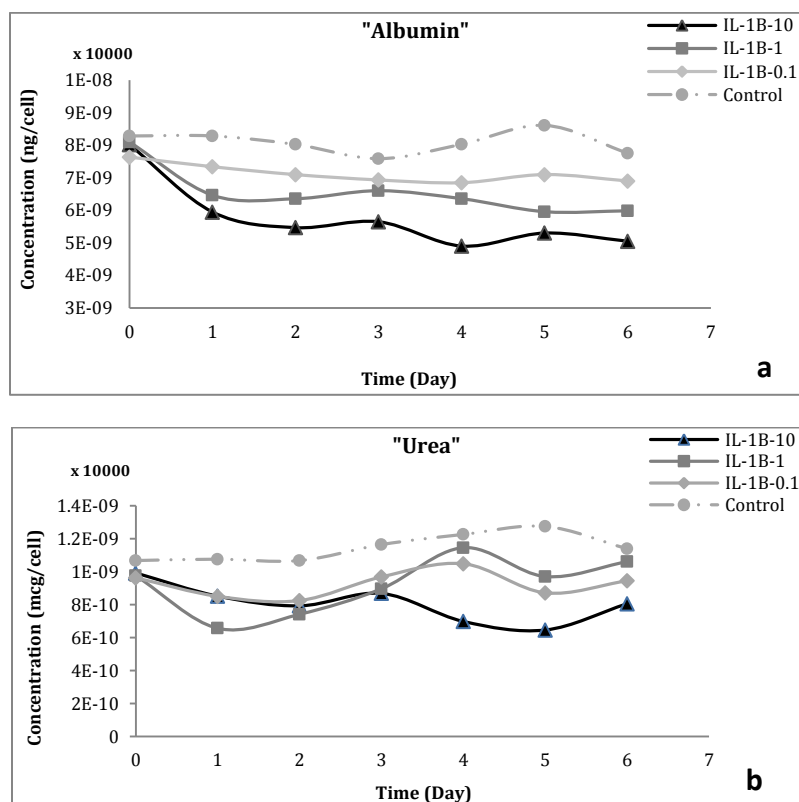 "Albumin"
x 10000
IL-1B-10
IL-1B-1
IL-1B-0.1
Control
Concentration (ng/cell)
1E-08
9E-09
8E-09
7E-09
6E-09
5E-09
4E-09
3E-09
0 1 2 3 4 5 6 7
Time (Day)
a
"Urea"
x 10000
IL-1B-10
IL-1B-1
IL-1B-0.1
Control
Concentration (mcg/cell)
1.4E-09
1.2E-09
1E-09
8E-10
6E-10
4E-10
2E-10
0
0 1 2 3 4 5 6 7
Time (Day)
b